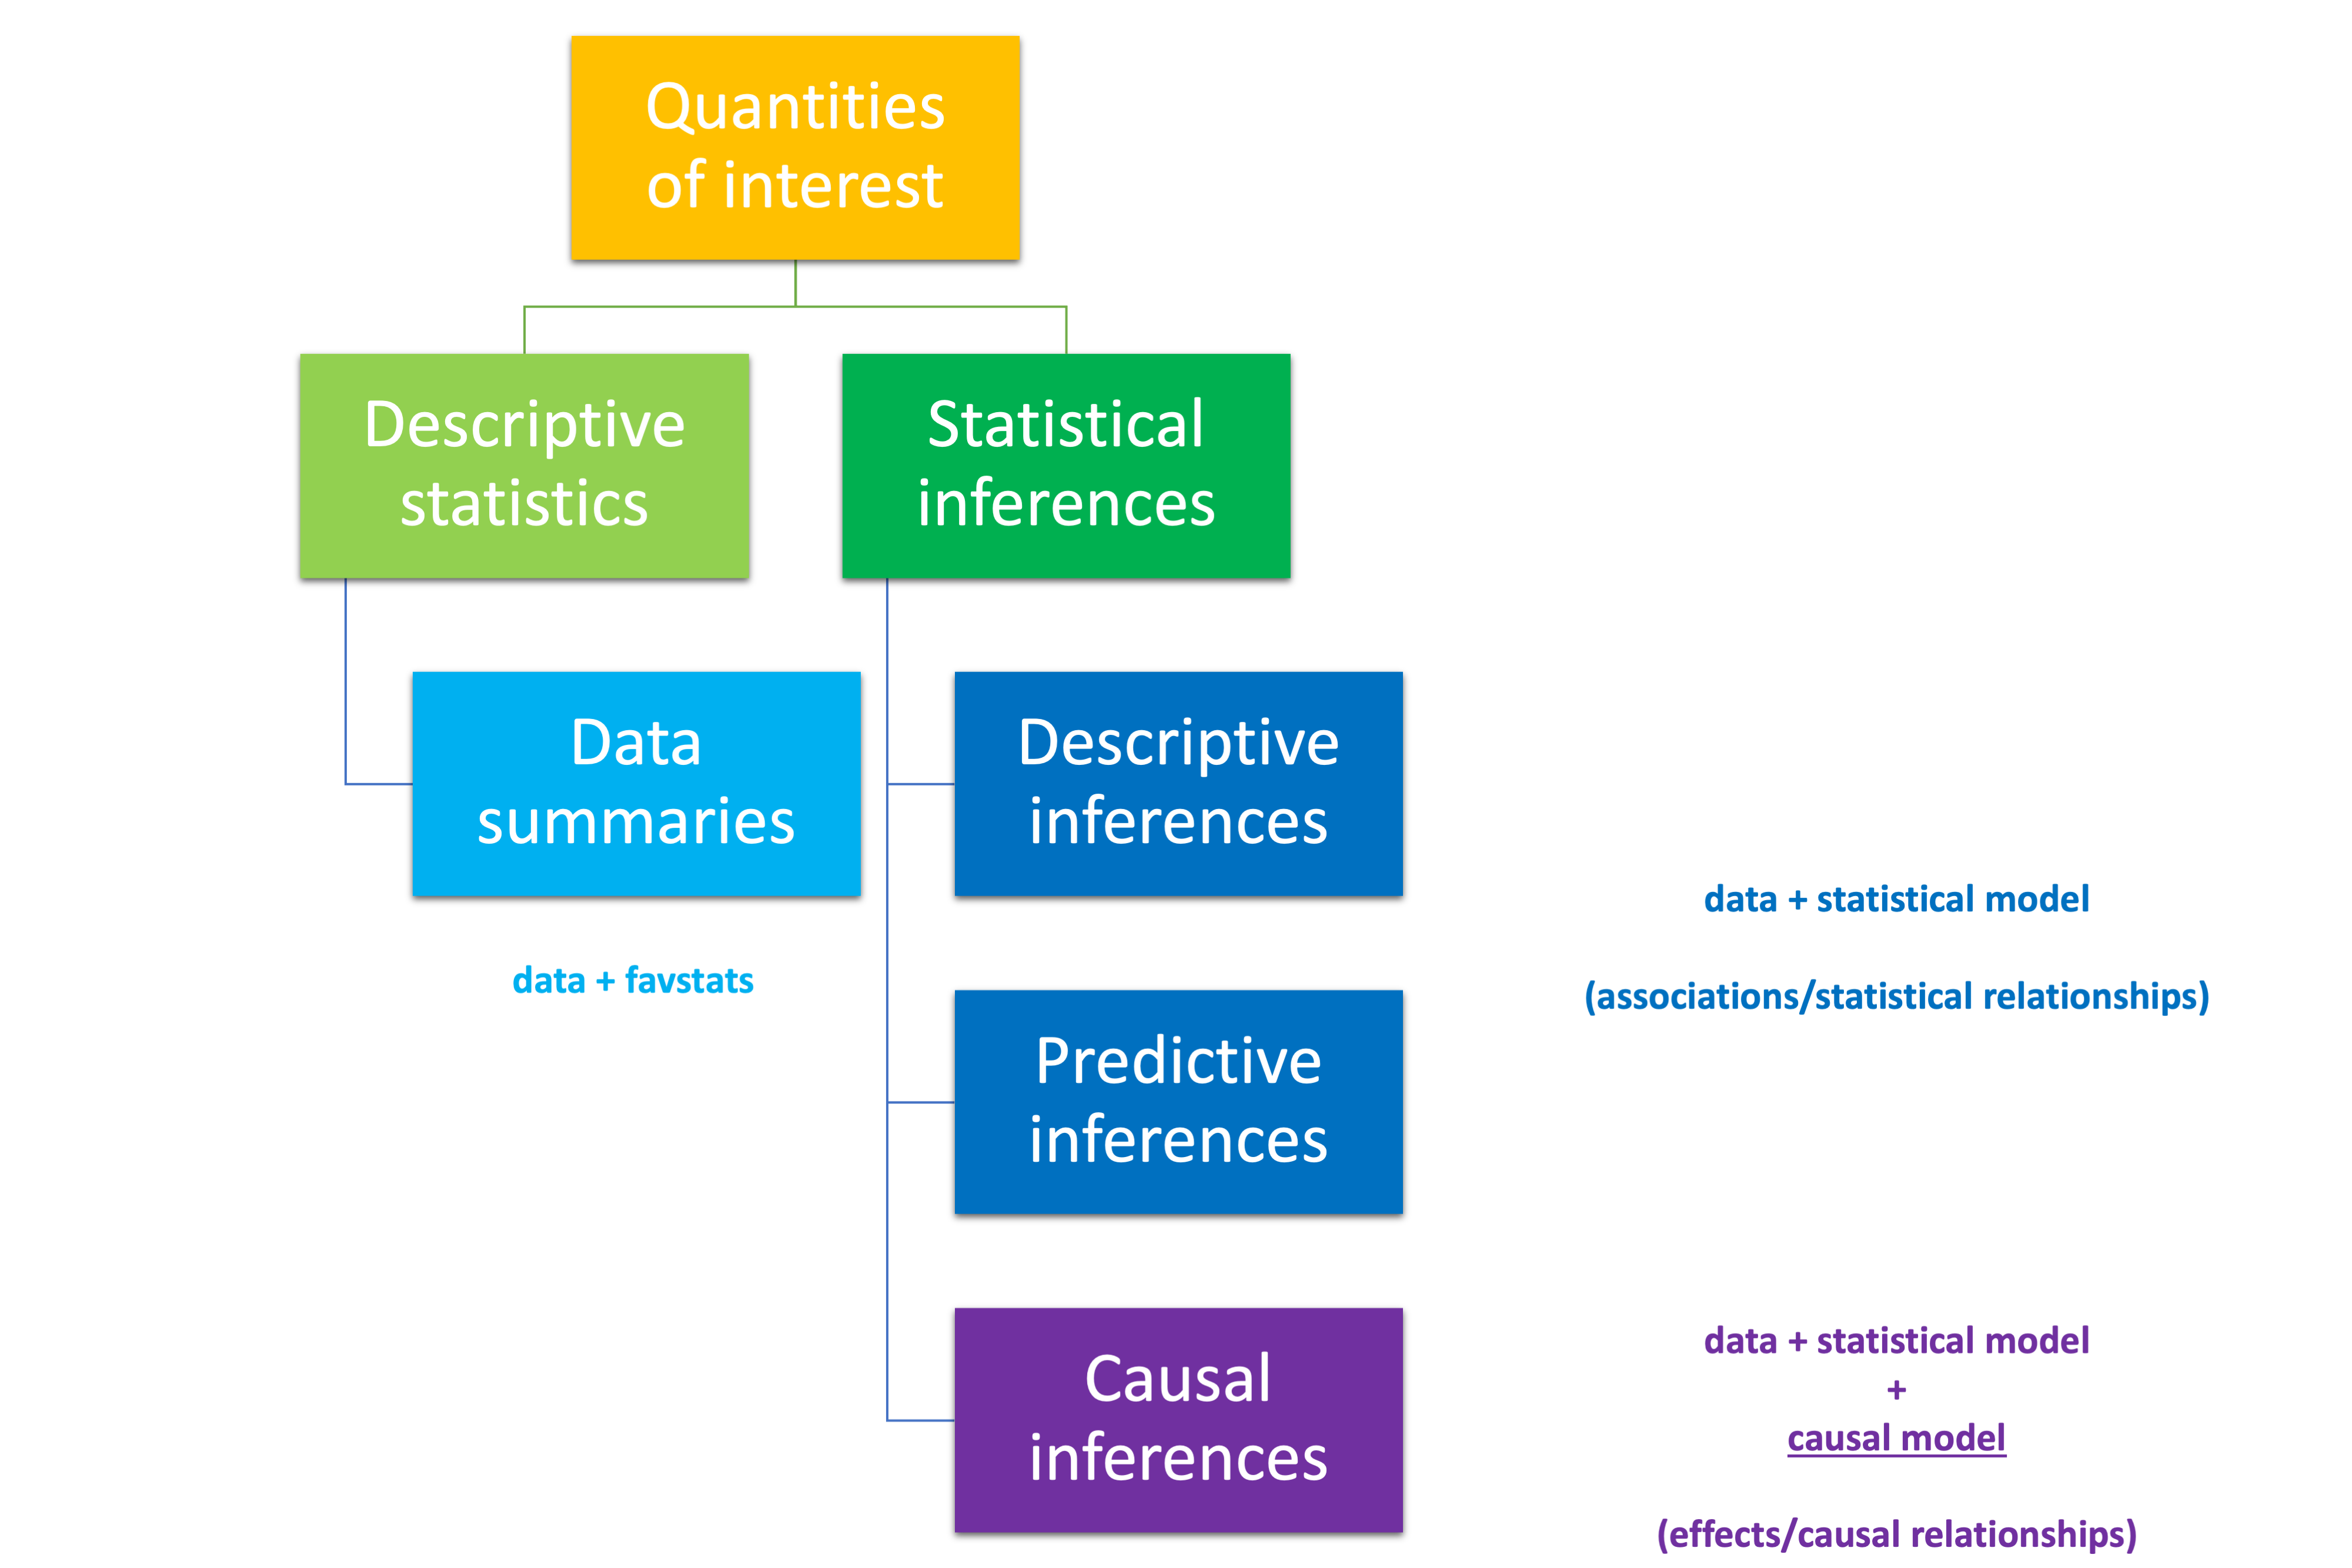 Quantities
of interest
Descriptive
statistics
Statistical
inferences
Data
summaries
data + favstats
Descriptive
inferences
Predictive
inferences
data + statistical model
(associations/statistical relationships)
Causal
inferences
data + statistical model
+
causal model
(effects/causal relationships)